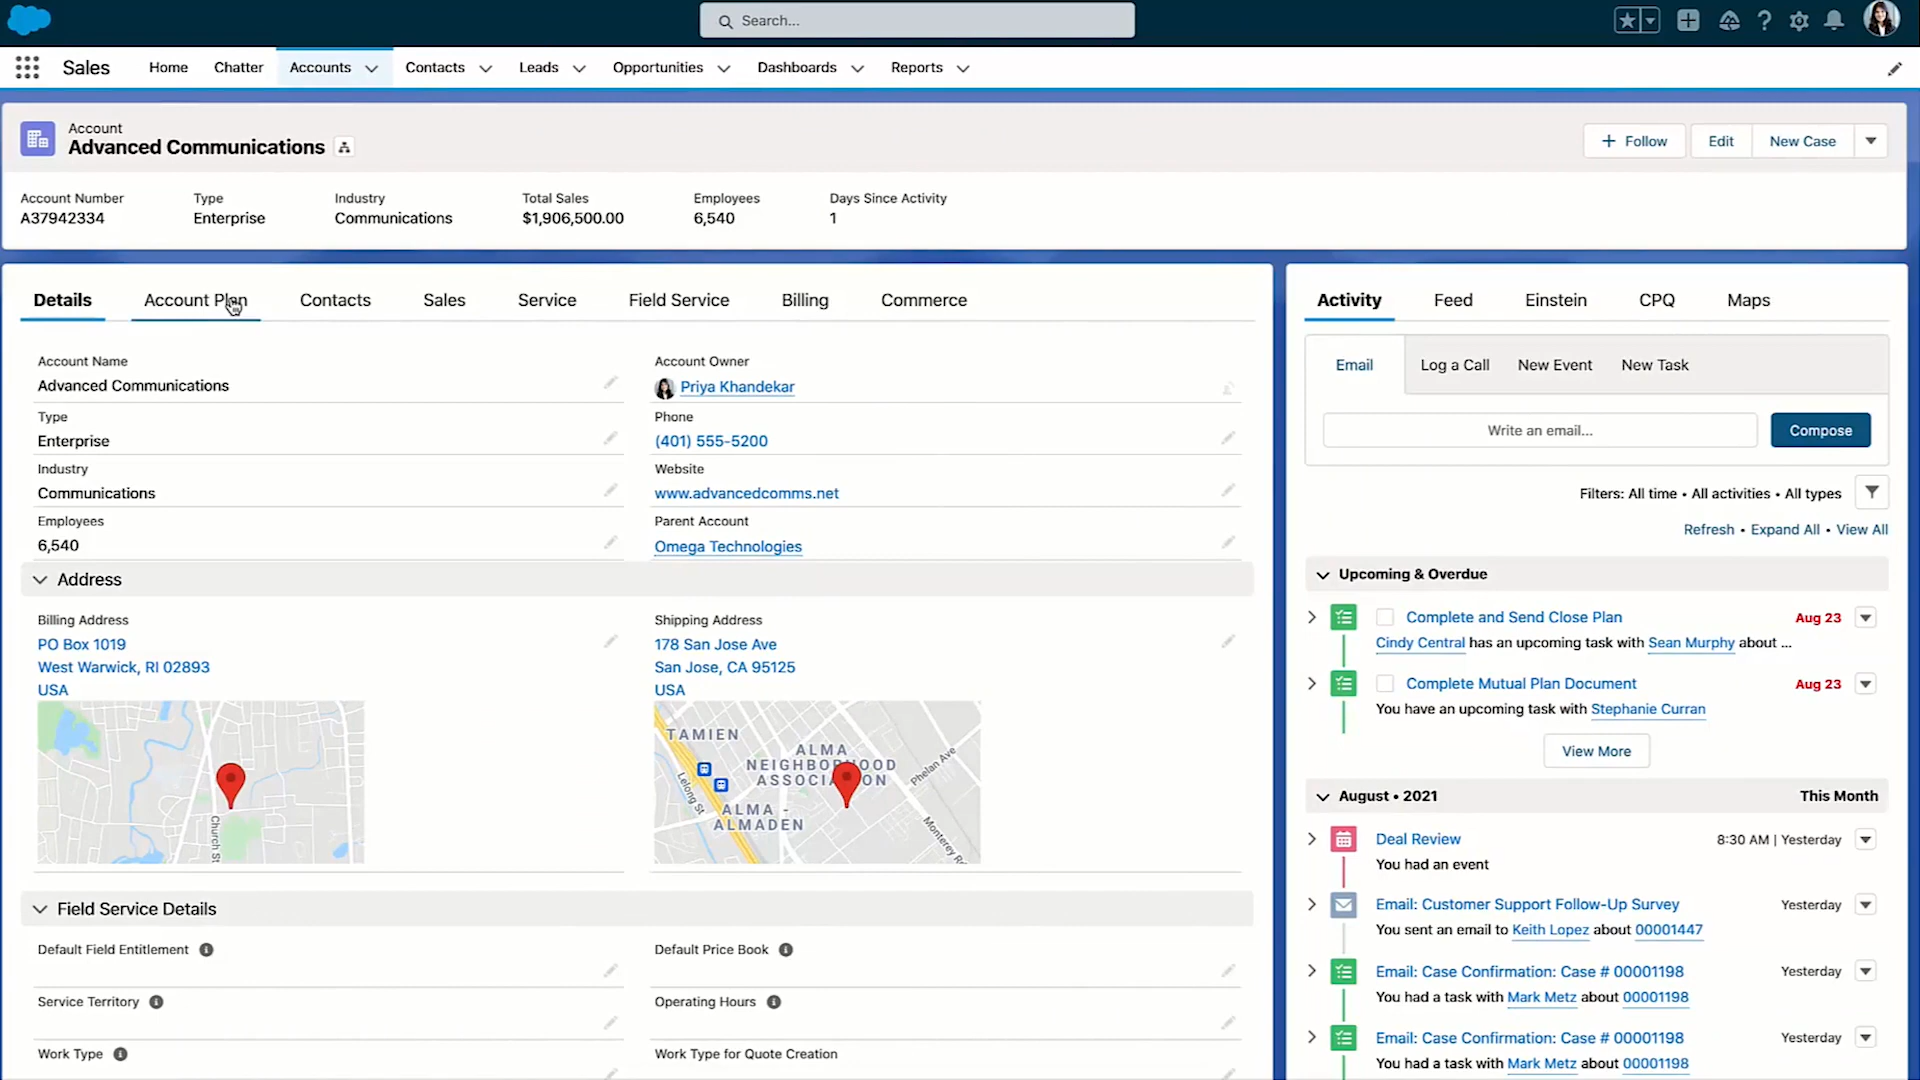 Search...
Sales
Home
Chatter
Accounts
Contacts
Leads
Opportunities
Dashboards
Reports
Account
Advanced Communications
Follow
Edit
New Case
Account Number
A37942334
Type
Enterprise
Industry
Communications
Total Sales
$1,906,500.00
Employees
6,540
Days Since Activity
1
Details
Account Plan
Contacts
Sales
Service
Field Service
Billing
Commerce
Account Name
Advanced Communications
Account Owner
Priya Khandekar
Type
Enterprise
Phone
(401) 555-5200
Industry
Communications
Website
www.advancedcomms.net
Employees
6,540
Parent Account
Omega Technologies
Address
Billing Address
PO Box 1019
West Warwick, RI 02893
USA
Church St
Shipping Address
178 San Jose Ave
San Jose, CA 95125
USA
TAMIEN
ALMA
NEIGHBORHOOD
ASSOCIATION
ALMA -
ALMADEN
Lelong St
Phelan Ave
Monterey R
Field Service Details
Default Field Entitlement
Default Price Book
Service Territory
Operating Hours
Work Type
Work Type for Quote Creation
Activity
Feed
Einstein
CPQ
Maps
Email
Log a Call
New Event
New Task
Write an email...
Compose
Filters: All time • All activities • All types
Refresh • Expand All • View All
Upcoming & Overdue
Complete and Send Close Plan
Aug 23
Cindy Central has an upcoming task with Sean Murphy about ...
Complete Mutual Plan Document
Aug 23
You have an upcoming task with Stephanie Curran
View More
August • 2021
This Month
Deal Review
8:30 AM | Yesterday
You had an event
Email: Customer Support Follow-Up Survey
Yesterday
You sent an email to Keith Lopez about 00001447
Email: Case Confirmation: Case # 00001198
Yesterday
You had a task with Mark Metz about 00001198
Email: Case Confirmation: Case # 00001198
Yesterday
You had a task with Mark Metz about 00001198